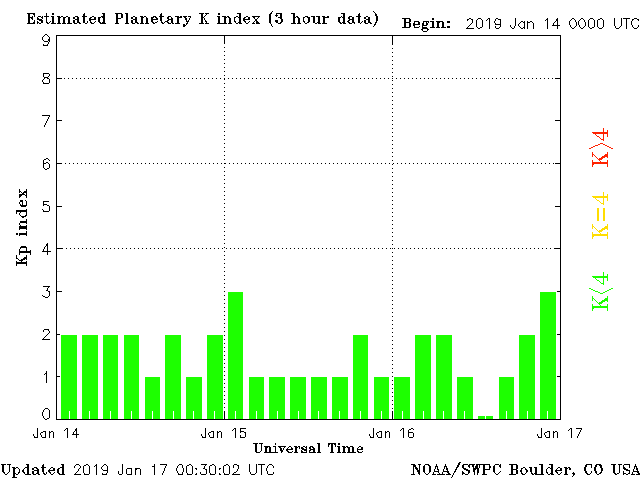 Estimated Planetary K index (3 hour data)
Begin: 2019 Jan 14 0000 UTC
9
8
7
6
5
4
3
2
1
0
Kp index
Jan 14
Jan 15
Jan 16
Jan 17
Universal Time
K>4
K=4
K<4
Updated 2019 Jan 17 00:30:02 UTC
NOAA/SWPC Boulder, CO USA